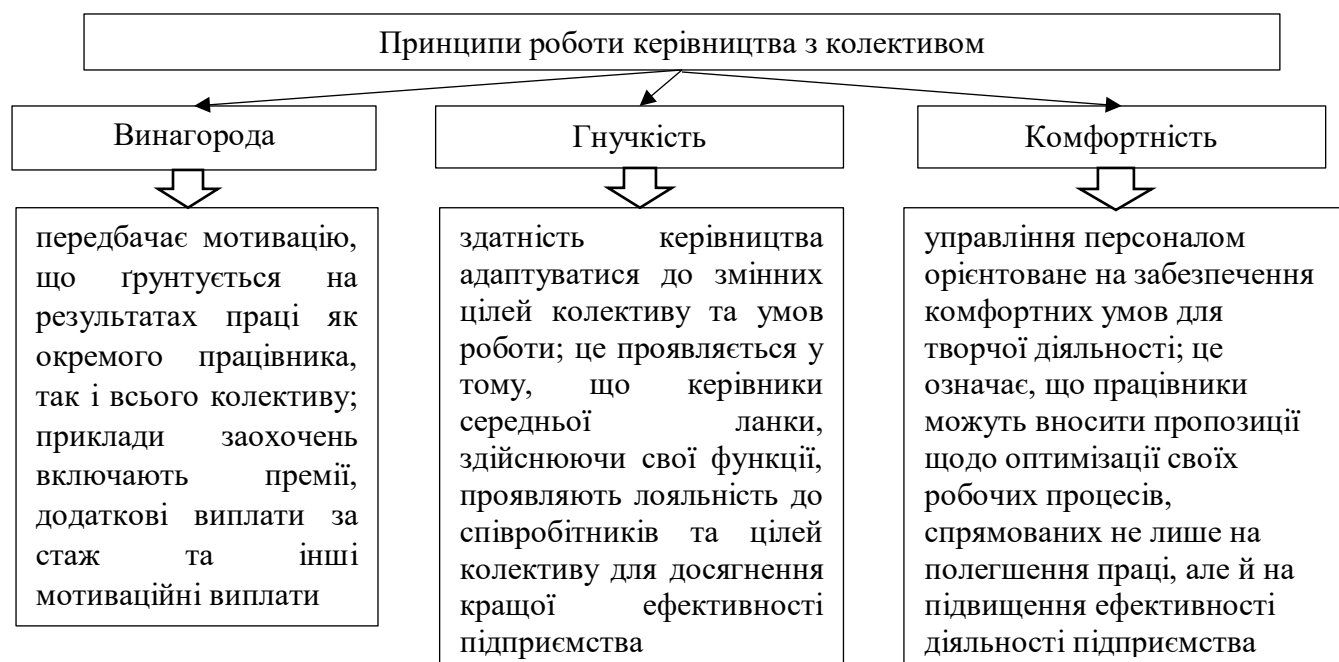 Принципи роботи керівництва з колективом
Винагорода
передбачає мотивацію,
що ґрунтується на
результатах праці як
окремого працівника,
так і всього колективу;
приклади заохочень
включають премії,
додаткові виплати за
стаж та інші
мотиваційні виплати
Гнучкість
здатність керівництва
адаптуватися до змінних
цілей колективу та умов
роботи; це проявляється у
тому, що керівники
середньої ланки,
здійснюючи свої функції,
проявляють лояльність до
співробітників та цілей
колективу для досягнення
кращої ефективності
підприємства
Комфортність
управління персоналом
орієнтоване на забезпечення
комфортних умов для
творчої діяльності; це
означає, що працівники
можуть вносити пропозиції
щодо оптимізації своїх
робочих процесів,
спрямованих не лише на
полегшення праці, але й на
підвищення ефективності
діяльності підприємства